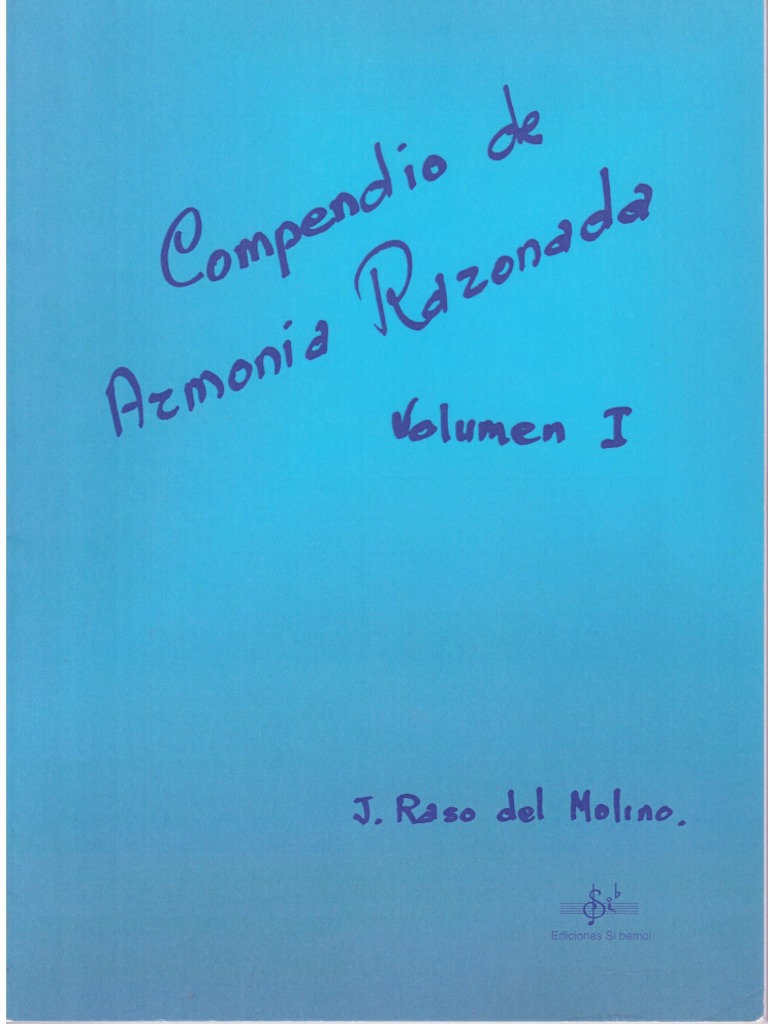 Compendio de
Armonia Razonada
Volumen I
J. Raso del Molino.
Ediciones Si bemol